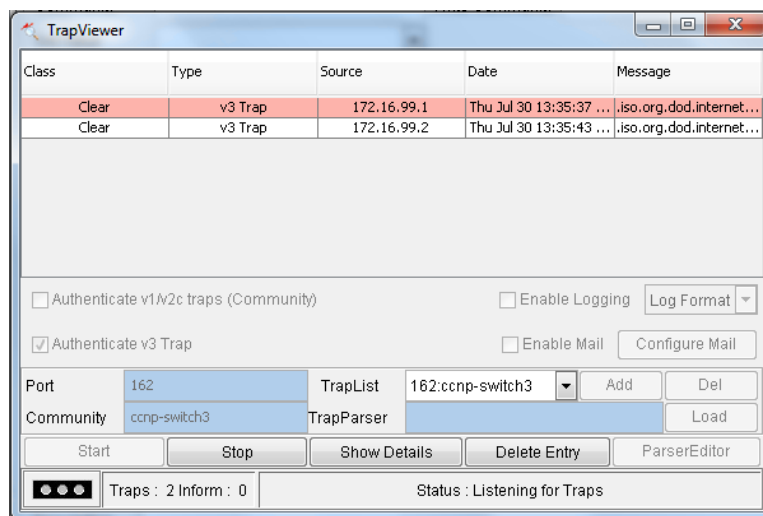 TrapViewer
Class Type Source Date Message
Clear v3 Trap 172.16.99.1 Thu Jul 30 13:35:37 ... .iso.org.dod.internet...
Clear v3 Trap 172.16.99.2 Thu Jul 30 13:35:43 ... .iso.org.dod.internet...
Authenticate v1/v2c traps (Community) Enable Logging Log Format
Authenticate v3 Trap Enable Mail Configure Mail
Port 162 TrapList 162:ccnp-switch3 Add Del
Community ccnp-switch3 TrapParser Load
Start Stop Show Details Delete Entry ParserEditor
Traps : 2 Inform : 0 Status : Listening for Traps